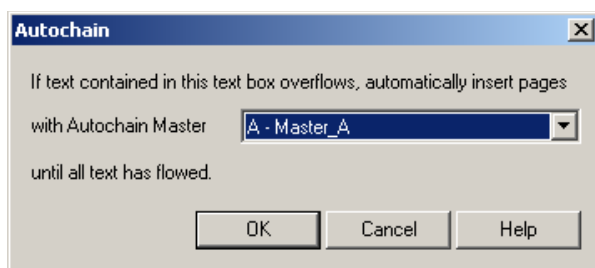 Autochain
If text contained in this text box overflows, automatically insert pages
with Autochain Master A - Master_A
until all text has flowed.
OK Cancel Help